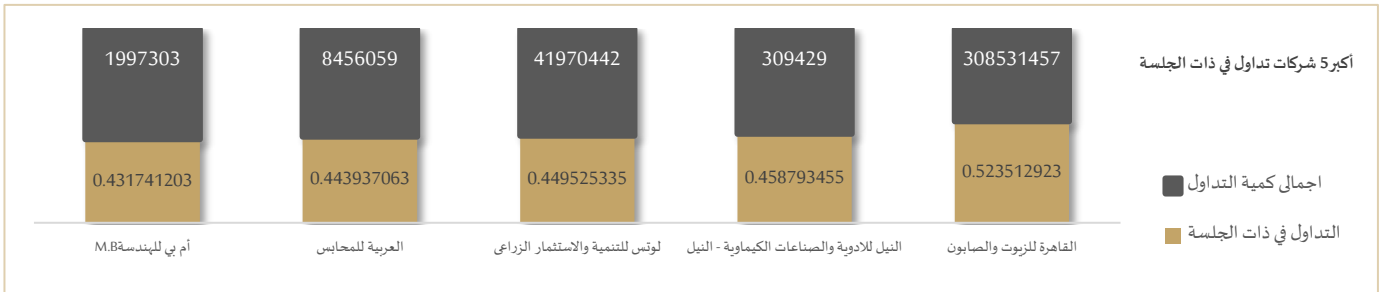 أكبر5 شركات تداول في ذات الجلسة
308531457
309429
41970442
8456059
1997303
0.523512923
0.458793455
0.449525335
0.443937063
0.431741203
اجمالى كمية التداول
التداول في ذات الجلسة
القاهرة للزيوت والصابون
النيل للادوية والصناعات الكيماوية - النيل
لوتس للتنمية والاستثمار الزراعى
العربية للمحابس
أم بي للهندسةM.B